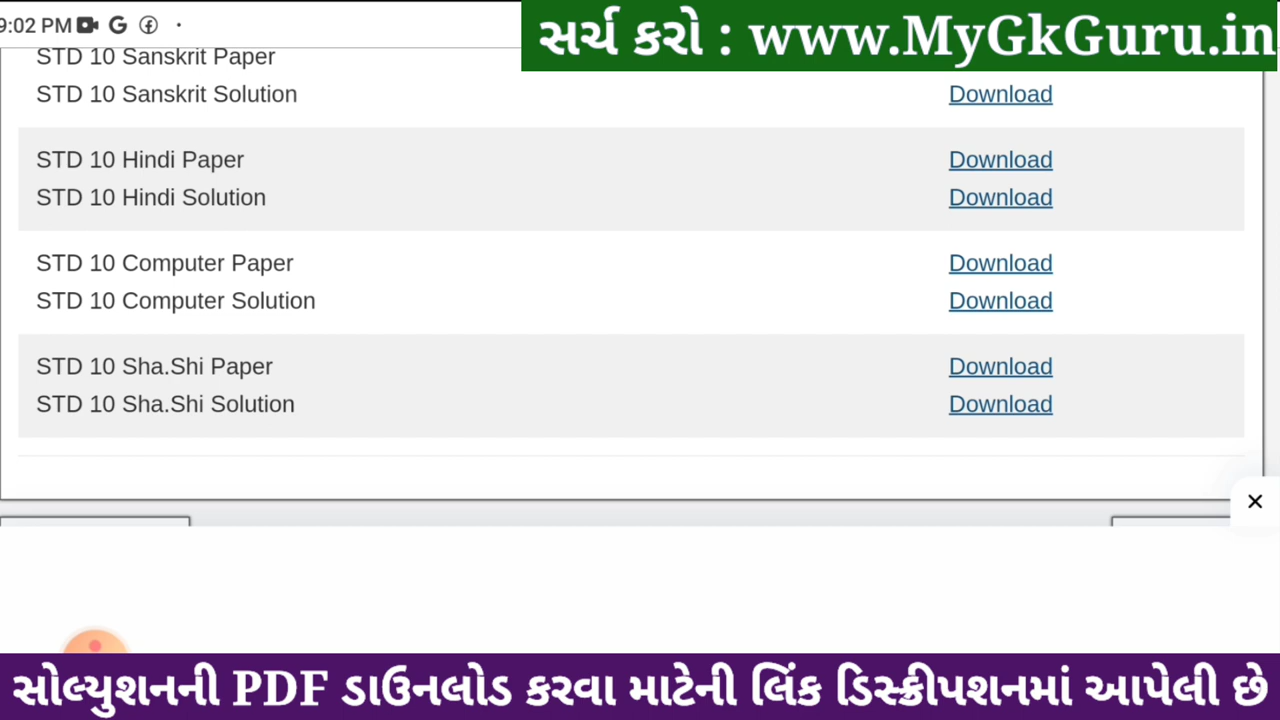 9:02 PM
સર્ચ કરો : www.MyGkGuru.in
STD 10 Sanskrit Paper
STD 10 Sanskrit Solution Download
STD 10 Hindi Paper Download
STD 10 Hindi Solution Download
STD 10 Computer Paper Download
STD 10 Computer Solution Download
STD 10 Sha.Shi Paper Download
STD 10 Sha.Shi Solution Download
સોલ્યુશનની PDF ડાઉનલોડ કરવા માટેની લિંક ડિસ્ક્રીપશનમાં આપેલી છે